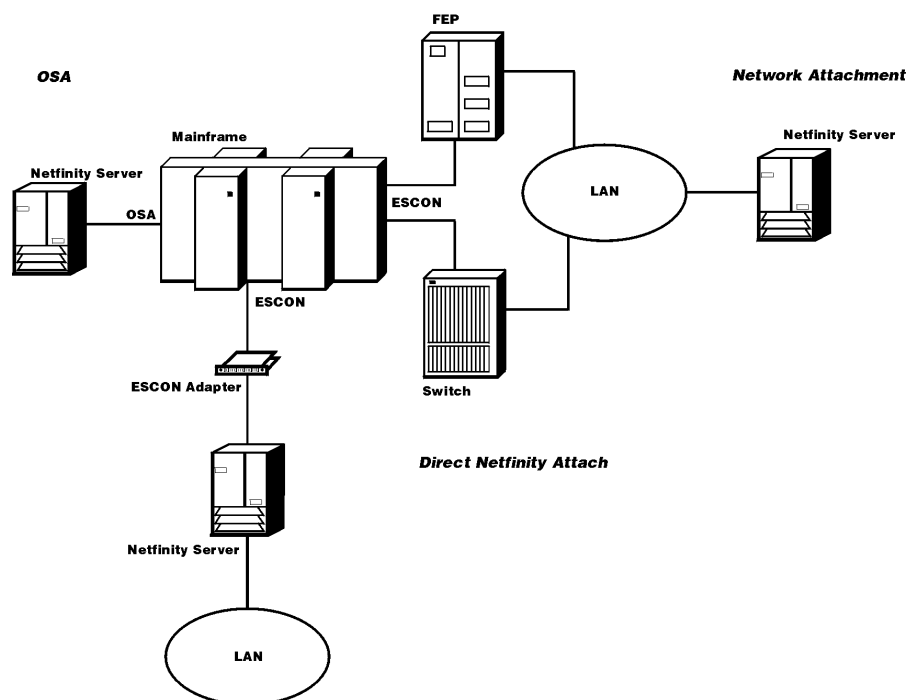 FEP
OSA
Network Attachment
Mainframe
Netfinity Server
Netfinity Server
LAN
ESCON
OSA
ESCON
ESCON Adapter
Switch
Direct Netfinity Attach
Netfinity Server
LAN